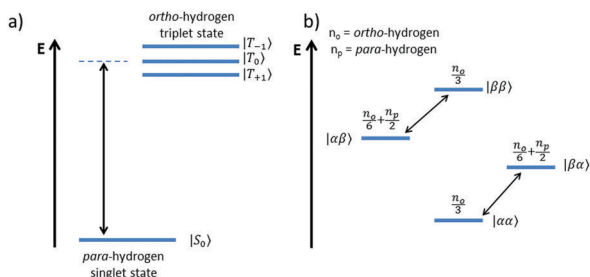 a)
ortho-hydrogen
triplet state
E
|T₋₁⟩
|T₀⟩
|T₊₁⟩
|S₀⟩
para-hydrogen
singlet state
b)
nₒ = ortho-hydrogen
nₚ = para-hydrogen
E
nₒ/3
|ββ⟩
nₒ/6 + nₚ/2
|αβ⟩
nₒ/6 + nₚ/2
|βα⟩
nₒ/3
|αα⟩